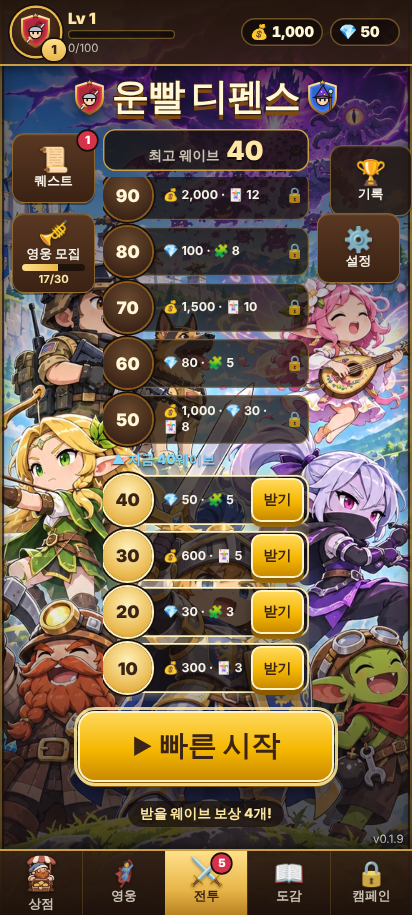 Lv 1
1
0/100
1,000
50
운빨 디펜스
1
퀘스트
최고 웨이브 40
기록
90
2,000 · 12
영웅 모집
17/30
설정
80
100 · 8
70
1,500 · 10
60
80 · 5
50
1,000 · 30 ·
8
▲ 지금 40웨이브
40
50 · 5
받기
30
600 · 5
받기
20
30 · 3
받기
10
300 · 3
받기
▶ 빠른 시작
받을 웨이브 보상 4개!
v0.1.9
상점
영웅
5
전투
도감
캠페인